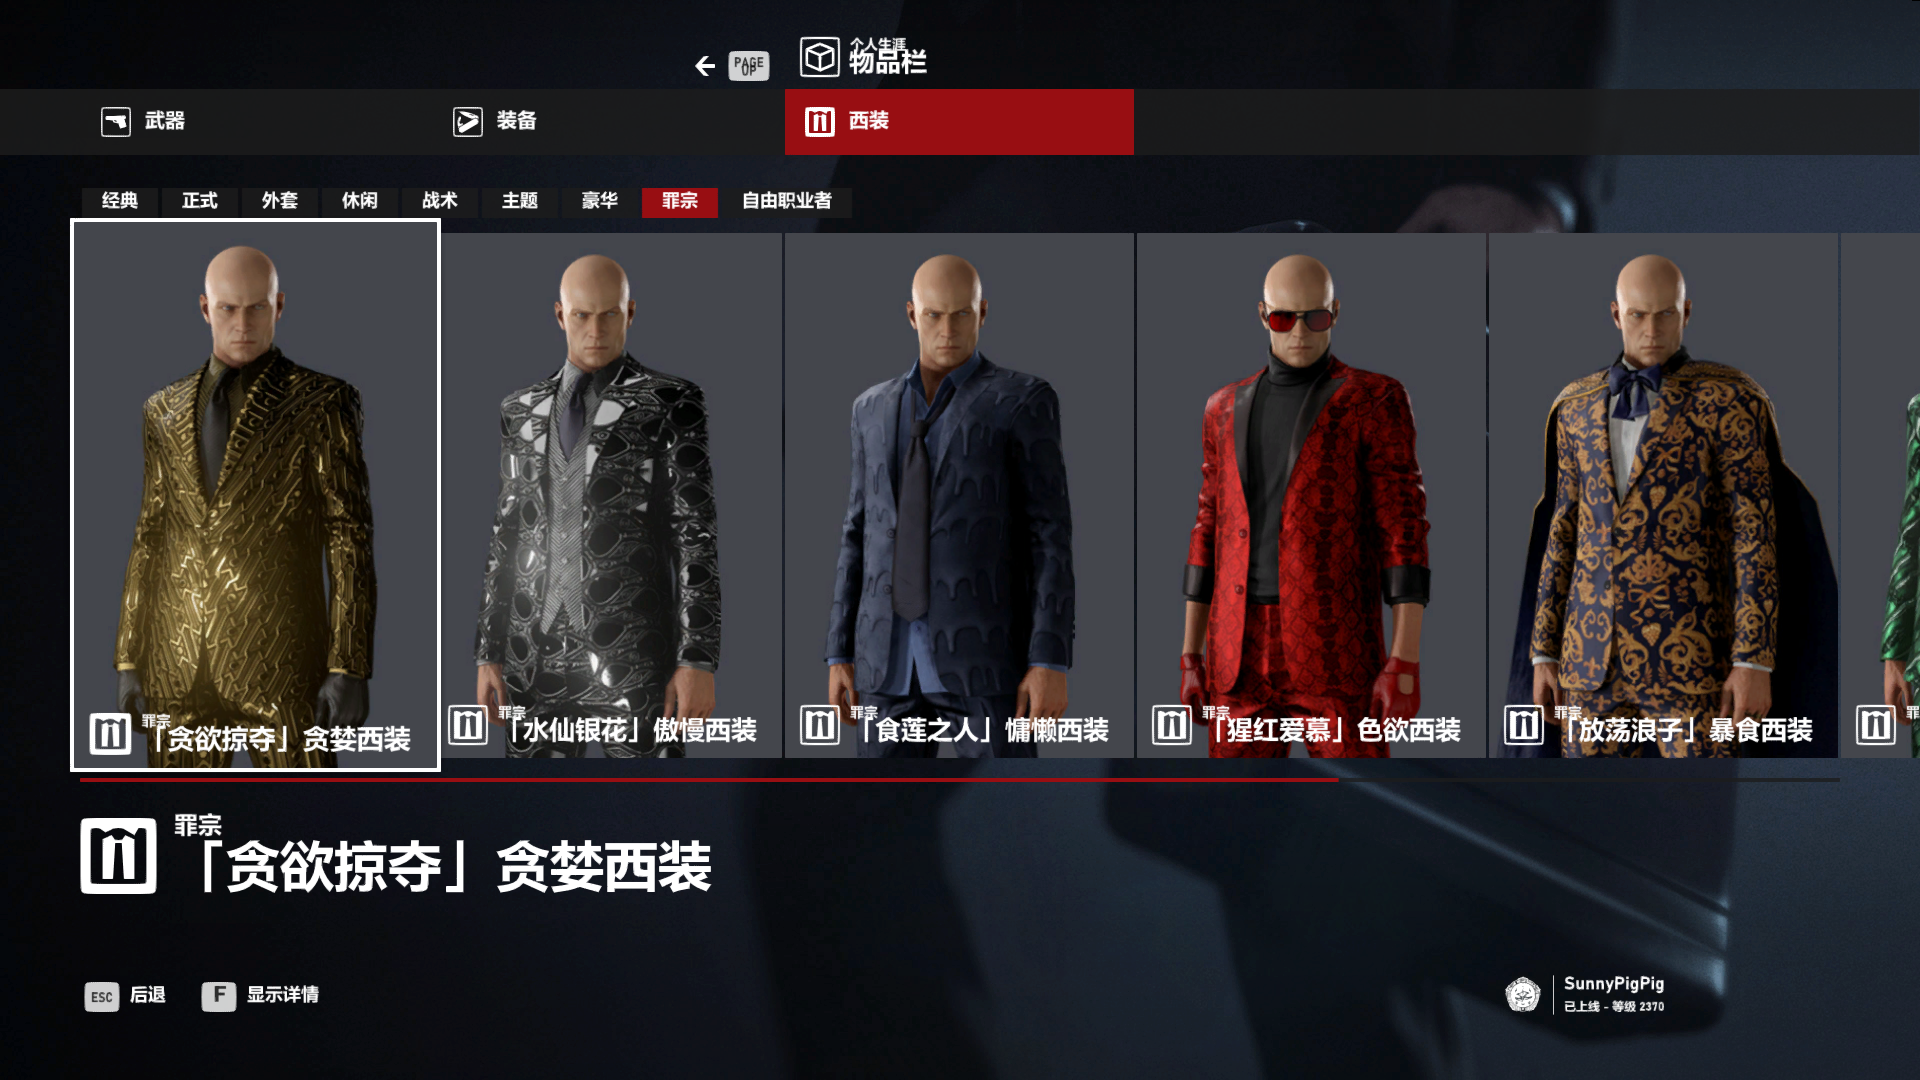 PAGE
UP
个人生涯
物品栏
武器
装备
西装
经典
正式
外套
休闲
战术
主题
豪华
罪宗
自由职业者
罪宗
「贪欲掠夺」贪婪西装
罪宗
「水仙银花」傲慢西装
罪宗
「食莲之人」慵懒西装
罪宗
「猩红爱慕」色欲西装
罪宗
「放荡浪子」暴食西装
罪宗
「贪欲掠夺」贪婪西装
ESC 后退
F 显示详情
SunnyPigPig
已上线 - 等级 2370